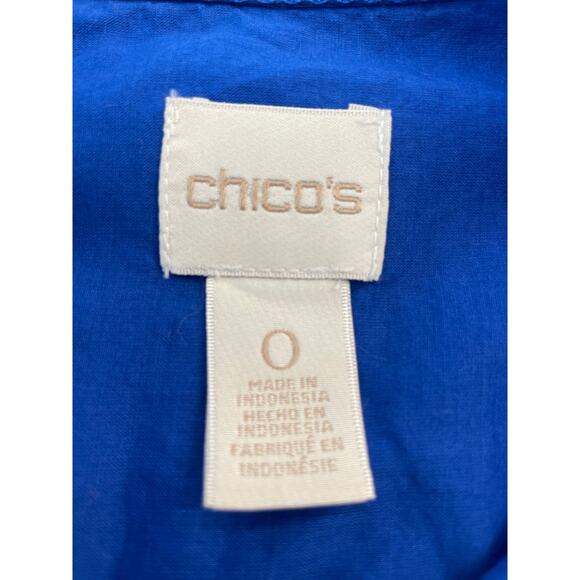 chico's
0
MADE IN
INDONESIA
HECHO EN
INDONESIA
FABRIQUÉ EN
INDONÉSIE